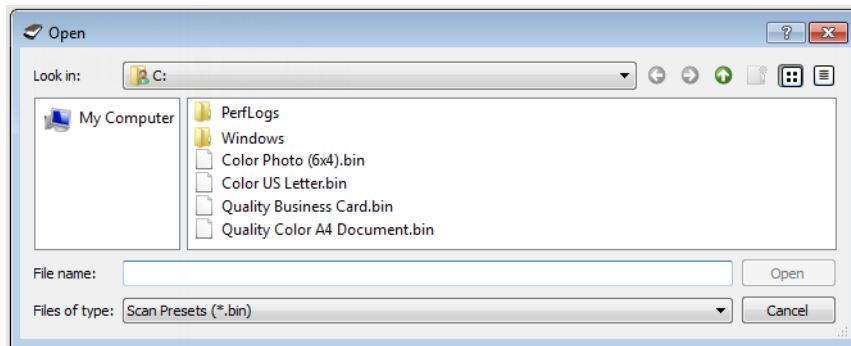 Open
Look in: C:
My Computer
PerfLogs
Windows
Color Photo (6x4).bin
Color US Letter.bin
Quality Business Card.bin
Quality Color A4 Document.bin
File name: Open
Files of type: Scan Presets (*.bin) Cancel